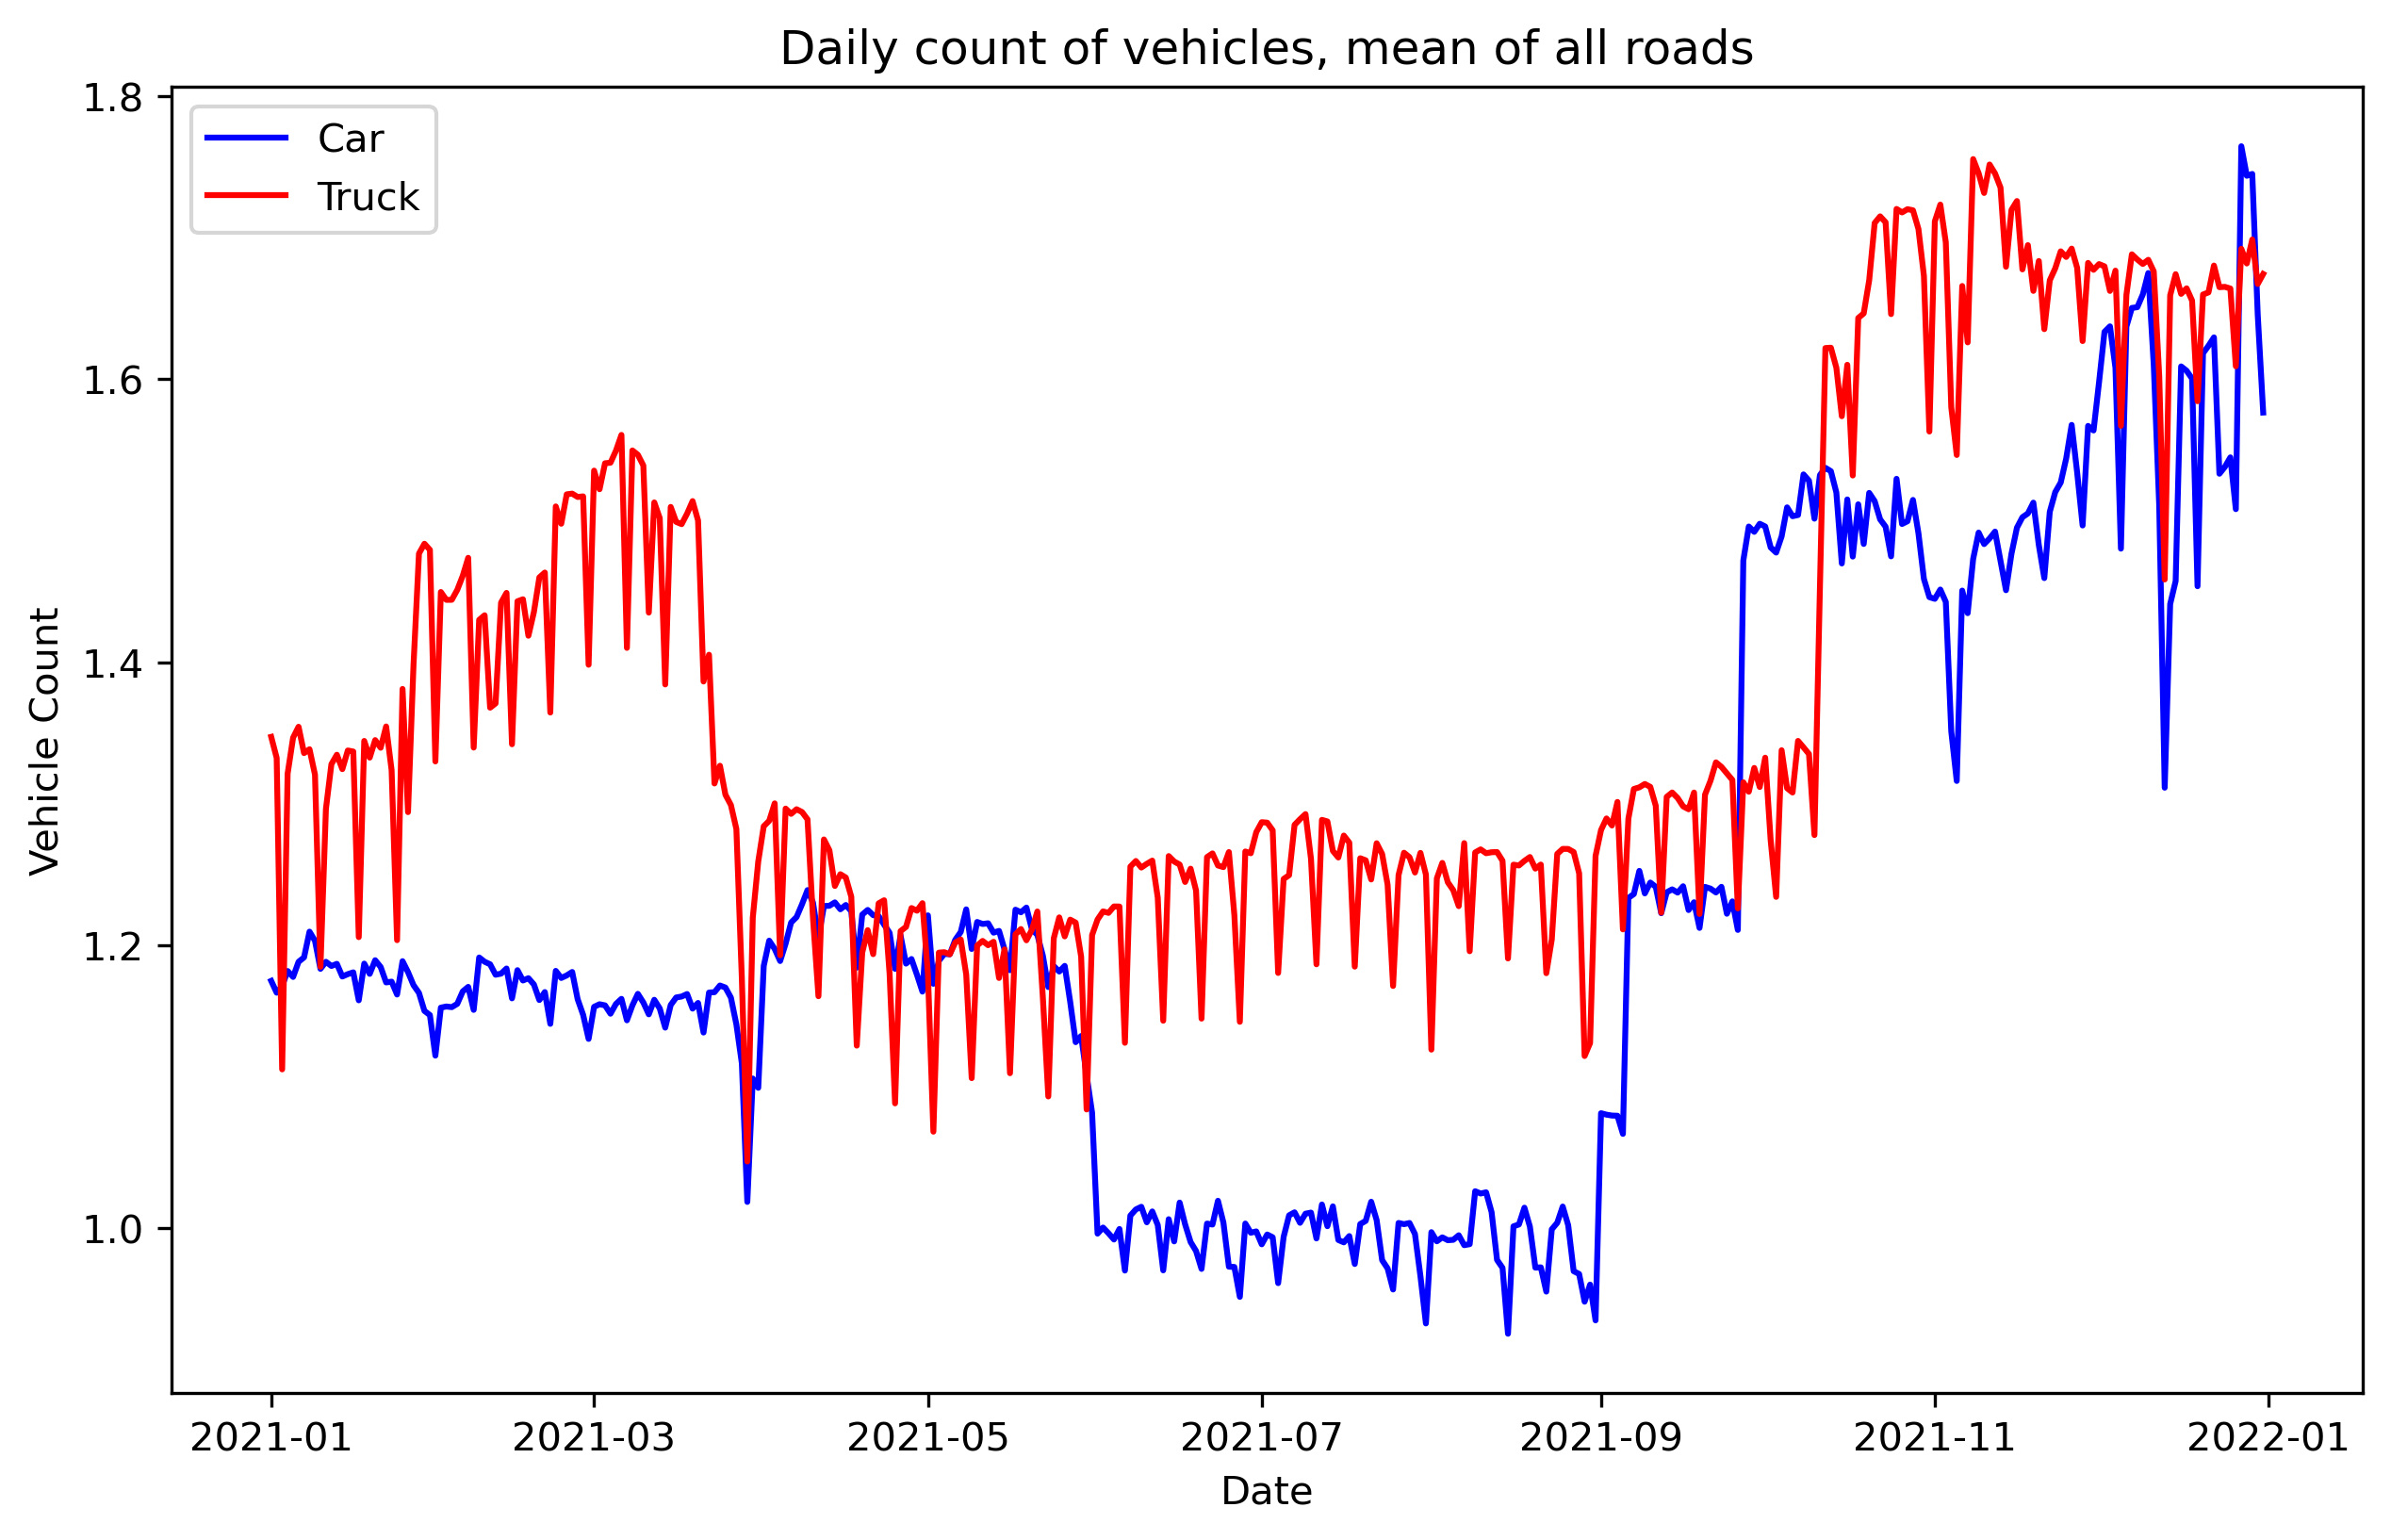 Daily count of vehicles, mean of all roads
Car
Truck
Vehicle Count
1.8
1.6
1.4
1.2
1.0
2021-01 2021-03 2021-05 2021-07 2021-09 2021-11 2022-01
Date